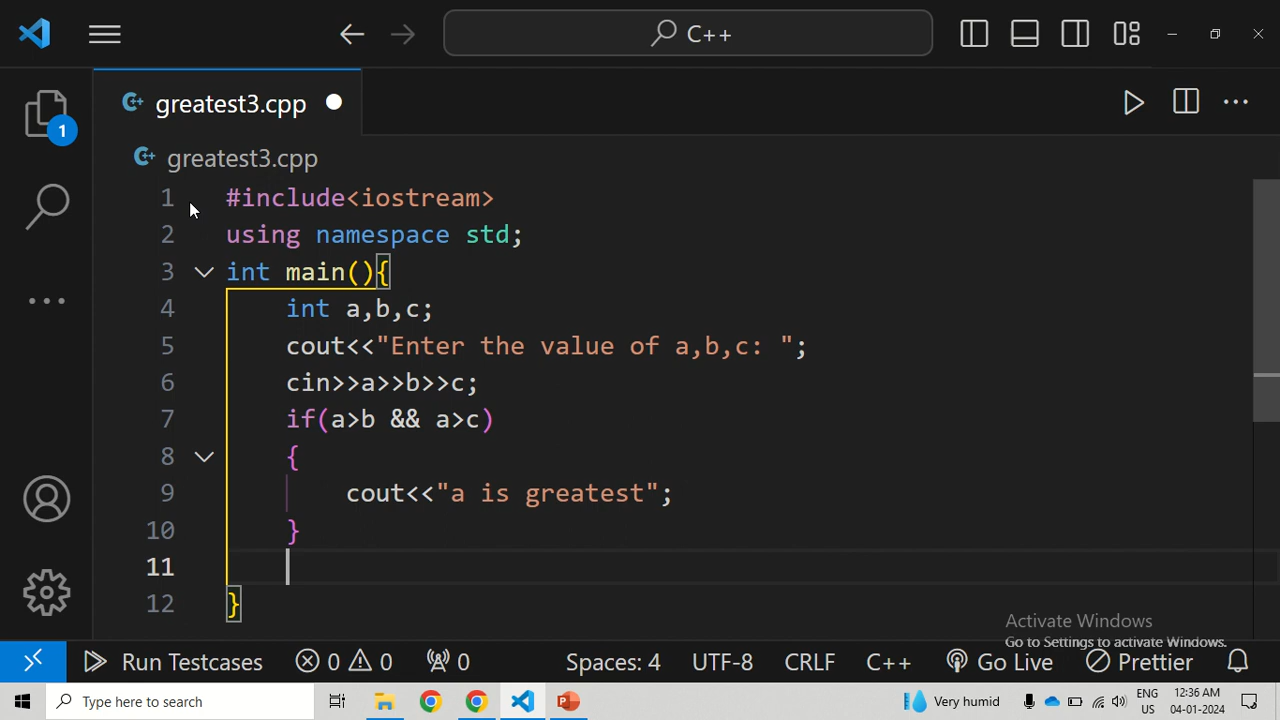 C++
greatest3.cpp
1
greatest3.cpp
1 #include<iostream>
2 using namespace std;
3 int main(){
4 int a,b,c;
5 cout<<"Enter the value of a,b,c: ";
6 cin>>a>>b>>c;
7 if(a>b && a>c)
8 {
9 cout<<"a is greatest";
10 }
11
12 }
Activate Windows
Go to Settings to activate Windows.
Run Testcases 0 0 0 Spaces: 4 UTF-8 CRLF C++ Go Live Prettier
Type here to search Very humid ENG 12:36 AM
IN 04-01-2024